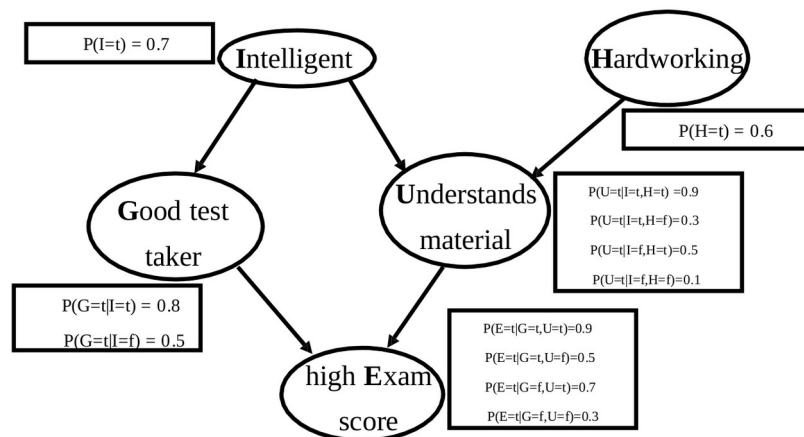 P(I=t) = 0.7
Intelligent
Hardworking
P(H=t) = 0.6
Good test
taker
Understands
material
P(U=t|I=t,H=t) =0.9
P(U=t|I=t,H=f)=0.3
P(U=t|I=f,H=t)=0.5
P(U=t|I=f,H=f)=0.1
P(G=t|I=t) = 0.8
P(G=t|I=f) = 0.5
high Exam
score
P(E=t|G=t,U=t)=0.9
P(E=t|G=t,U=f)=0.5
P(E=t|G=f,U=t)=0.7
P(E=t|G=f,U=f)=0.3